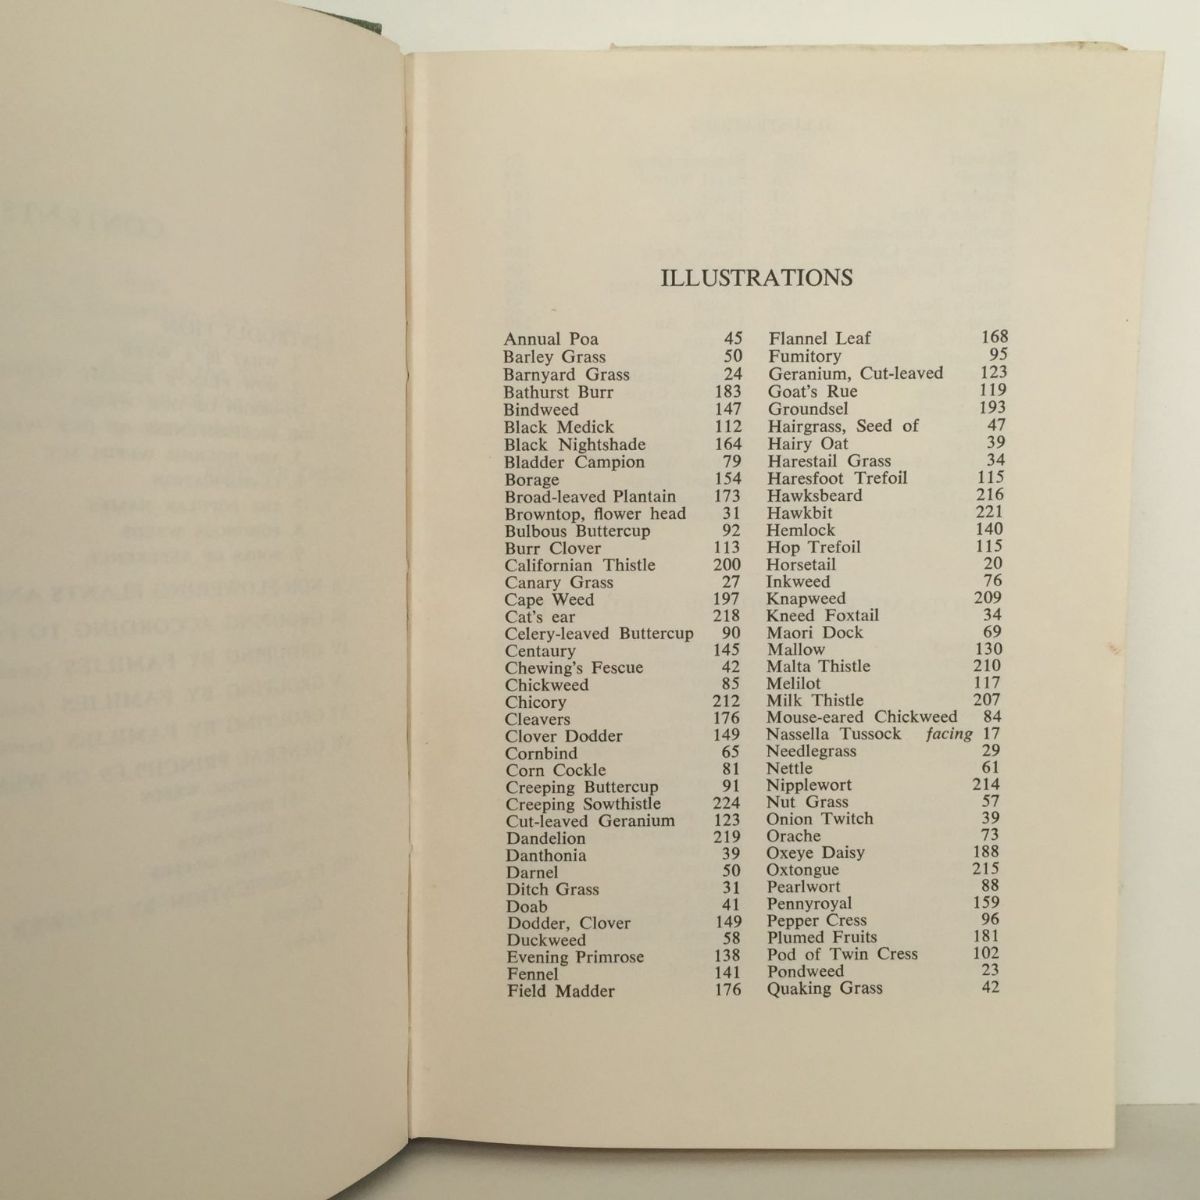 ILLUSTRATIONS
Annual Poa 45
Barley Grass 50
Barnyard Grass 24
Bathurst Burr 183
Bindweed 147
Black Medick 112
Black Nightshade 164
Bladder Campion 79
Borage 154
Broad-leaved Plantain 173
Browntop, flower head 31
Bulbous Buttercup 92
Burr Clover 113
Californian Thistle 200
Canary Grass 27
Cape Weed 197
Cat's ear 218
Celery-leaved Buttercup 90
Centaury 145
Chewing's Fescue 42
Chickweed 85
Chicory 212
Cleavers 176
Clover Dodder 149
Cornbind 65
Corn Cockle 81
Creeping Buttercup 91
Creeping Sowthistle 224
Cut-leaved Geranium 123
Dandelion 219
Danthonia 39
Darnel 50
Ditch Grass 31
Doab 41
Dodder, Clover 149
Duckweed 58
Evening Primrose 138
Fennel 141
Field Madder 176
Flannel Leaf 168
Fumitory 95
Geranium, Cut-leaved 123
Goat's Rue 119
Groundsel 193
Hairgrass, Seed of 47
Hairy Oat 39
Harestail Grass 34
Haresfoot Trefoil 115
Hawksbeard 216
Hawkbit 221
Hemlock 140
Hop Trefoil 115
Horsetail 20
Inkweed 76
Knapweed 209
Kneed Foxtail 34
Maori Dock 69
Mallow 130
Malta Thistle 210
Melilot 117
Milk Thistle 207
Mouse-eared Chickweed 84
Nassella Tussock facing 17
Needlegrass 29
Nettle 61
Nipplewort 214
Nut Grass 57
Onion Twitch 39
Orache 73
Oxeye Daisy 188
Oxtongue 215
Pearlwort 88
Pennyroyal 159
Pepper Cress 96
Plumed Fruits 181
Pod of Twin Cress 102
Pondweed 23
Quaking Grass 42